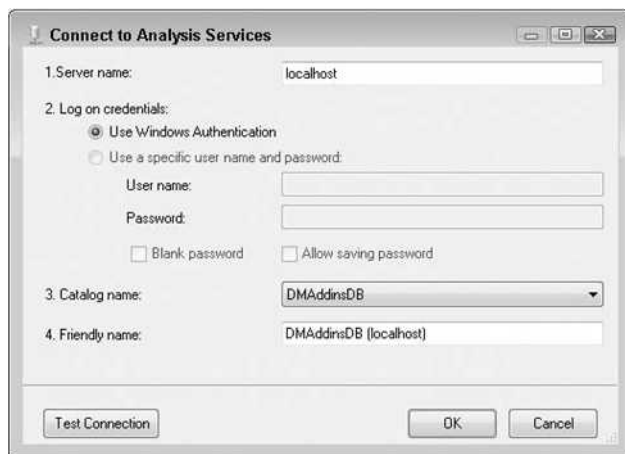 Connect to Analysis Services
1.Server name: localhost
2. Log on credentials:
Use Windows Authentication
Use a specific user name and password:
User name:
Password:
Blank password Allow saving password
3. Catalog name: DMAddinsDB
4. Friendly name: DMAddinsDB (localhost)
Test Connection OK Cancel